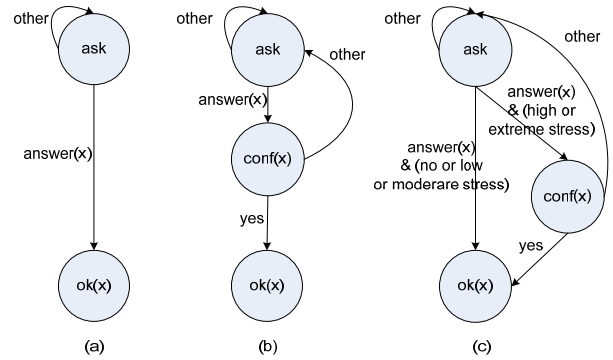 other
ask
answer(x)
ok(x)
(a)
other
ask
other
answer(x)
conf(x)
yes
ok(x)
(b)
other
ask
other
answer(x)
& (high or
extreme stress)
answer(x)
& (no or low
or moderare stress)
conf(x)
yes
ok(x)
(c)